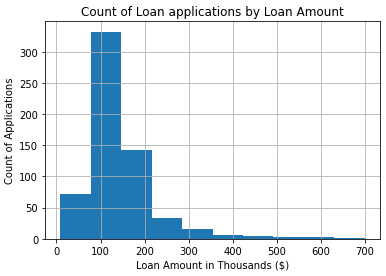 Count of Loan applications by Loan Amount
300
250
200
150
100
50
0
Count of Applications
0 100 200 300 400 500 600 700
Loan Amount in Thousands ($)